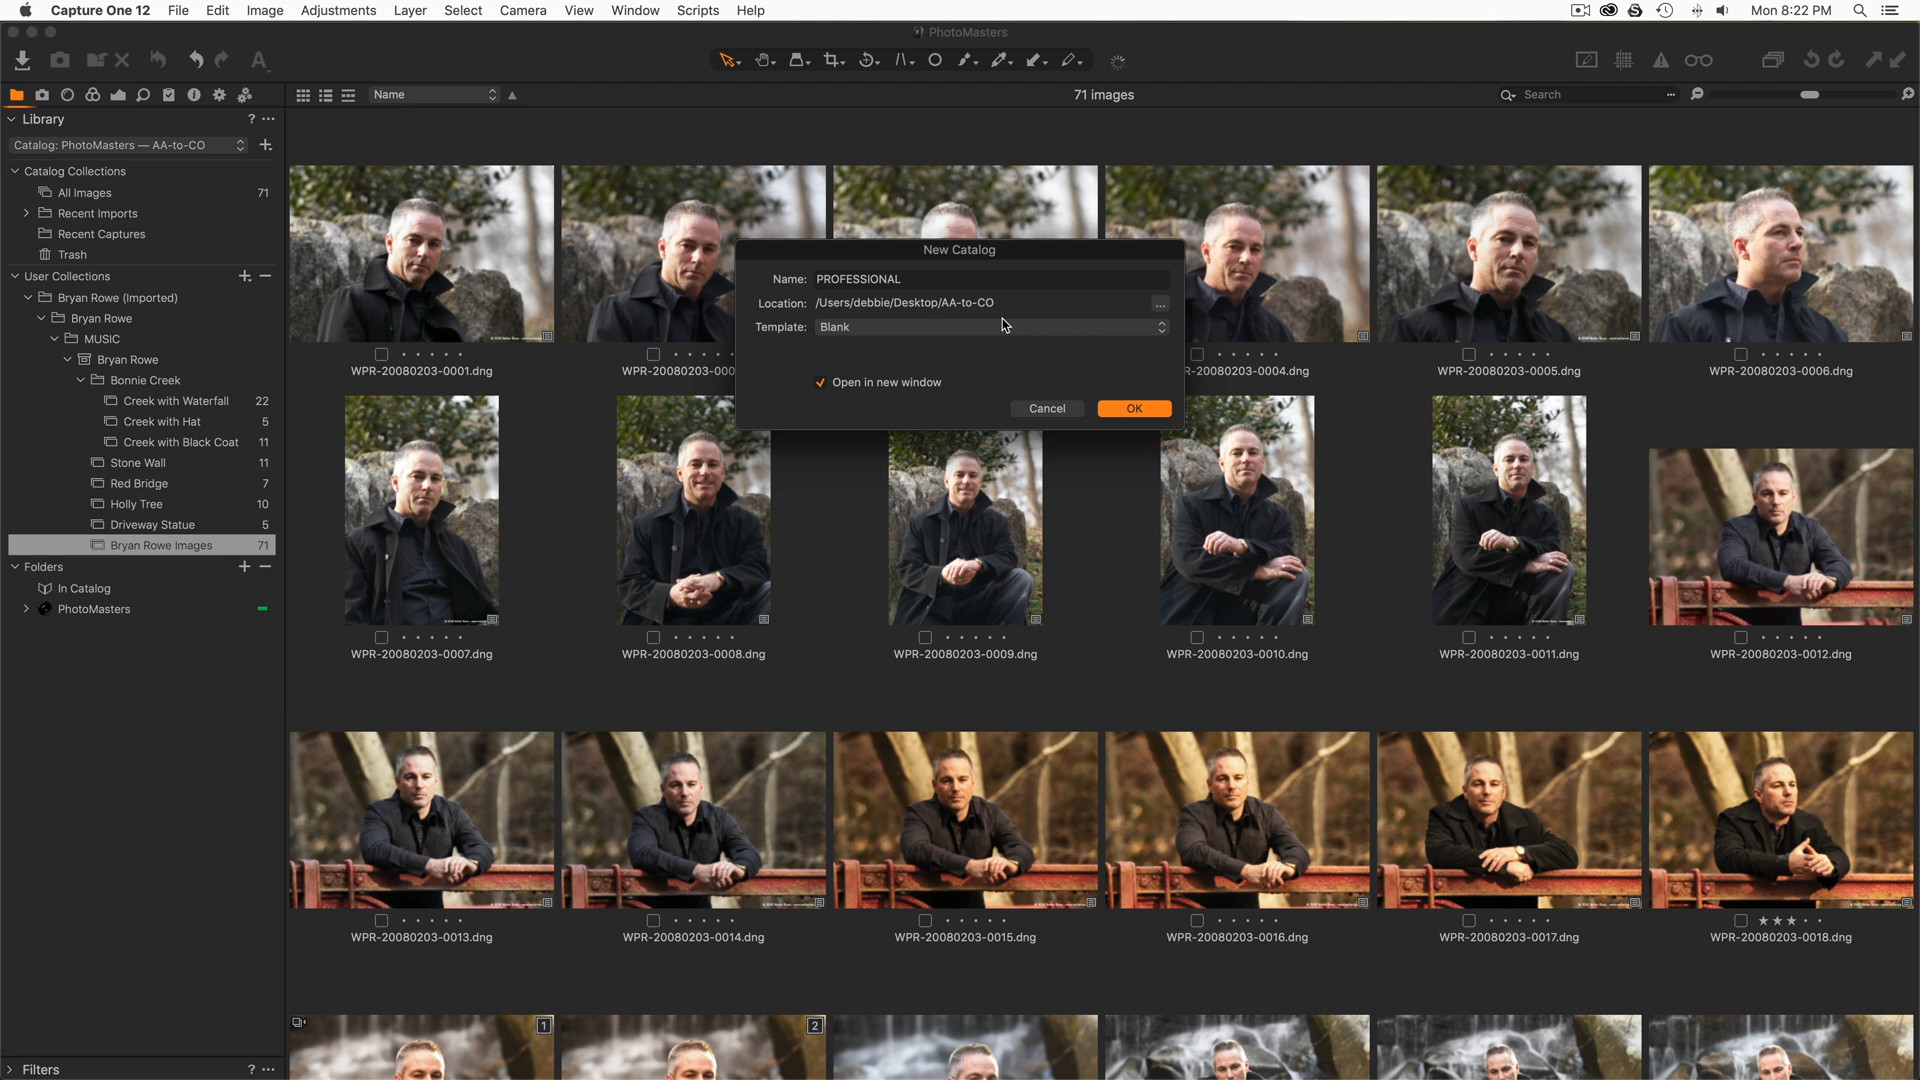 Capture One 12 File Edit Image Adjustments Layer Select Camera View Window Scripts Help Mon 8:22 PM
PhotoMasters
Name 71 images Search
Library ?
Catalog: PhotoMasters — AA-to-CO
Catalog Collections
All Images 71
Recent Imports
Recent Captures
Trash
User Collections
Bryan Rowe (Imported)
Bryan Rowe
MUSIC
Bryan Rowe
Bonnie Creek
Creek with Waterfall 22
Creek with Hat 5
Creek with Black Coat 11
Stone Wall 11
Red Bridge 7
Holly Tree 10
Driveway Statue 5
Bryan Rowe Images 71
Folders
In Catalog
PhotoMasters
Filters ?
New Catalog
Name: PROFESSIONAL
Location: /Users/debbie/Desktop/AA-to-CO ...
Template: Blank
Open in new window
Cancel OK
WPR-20080203-0001.dng
WPR-20080203-0004.dng
WPR-20080203-0005.dng
WPR-20080203-0006.dng
WPR-20080203-0007.dng
WPR-20080203-0008.dng
WPR-20080203-0009.dng
WPR-20080203-0010.dng
WPR-20080203-0011.dng
WPR-20080203-0012.dng
WPR-20080203-0013.dng
WPR-20080203-0014.dng
WPR-20080203-0015.dng
WPR-20080203-0016.dng
WPR-20080203-0017.dng
WPR-20080203-0018.dng
1
2